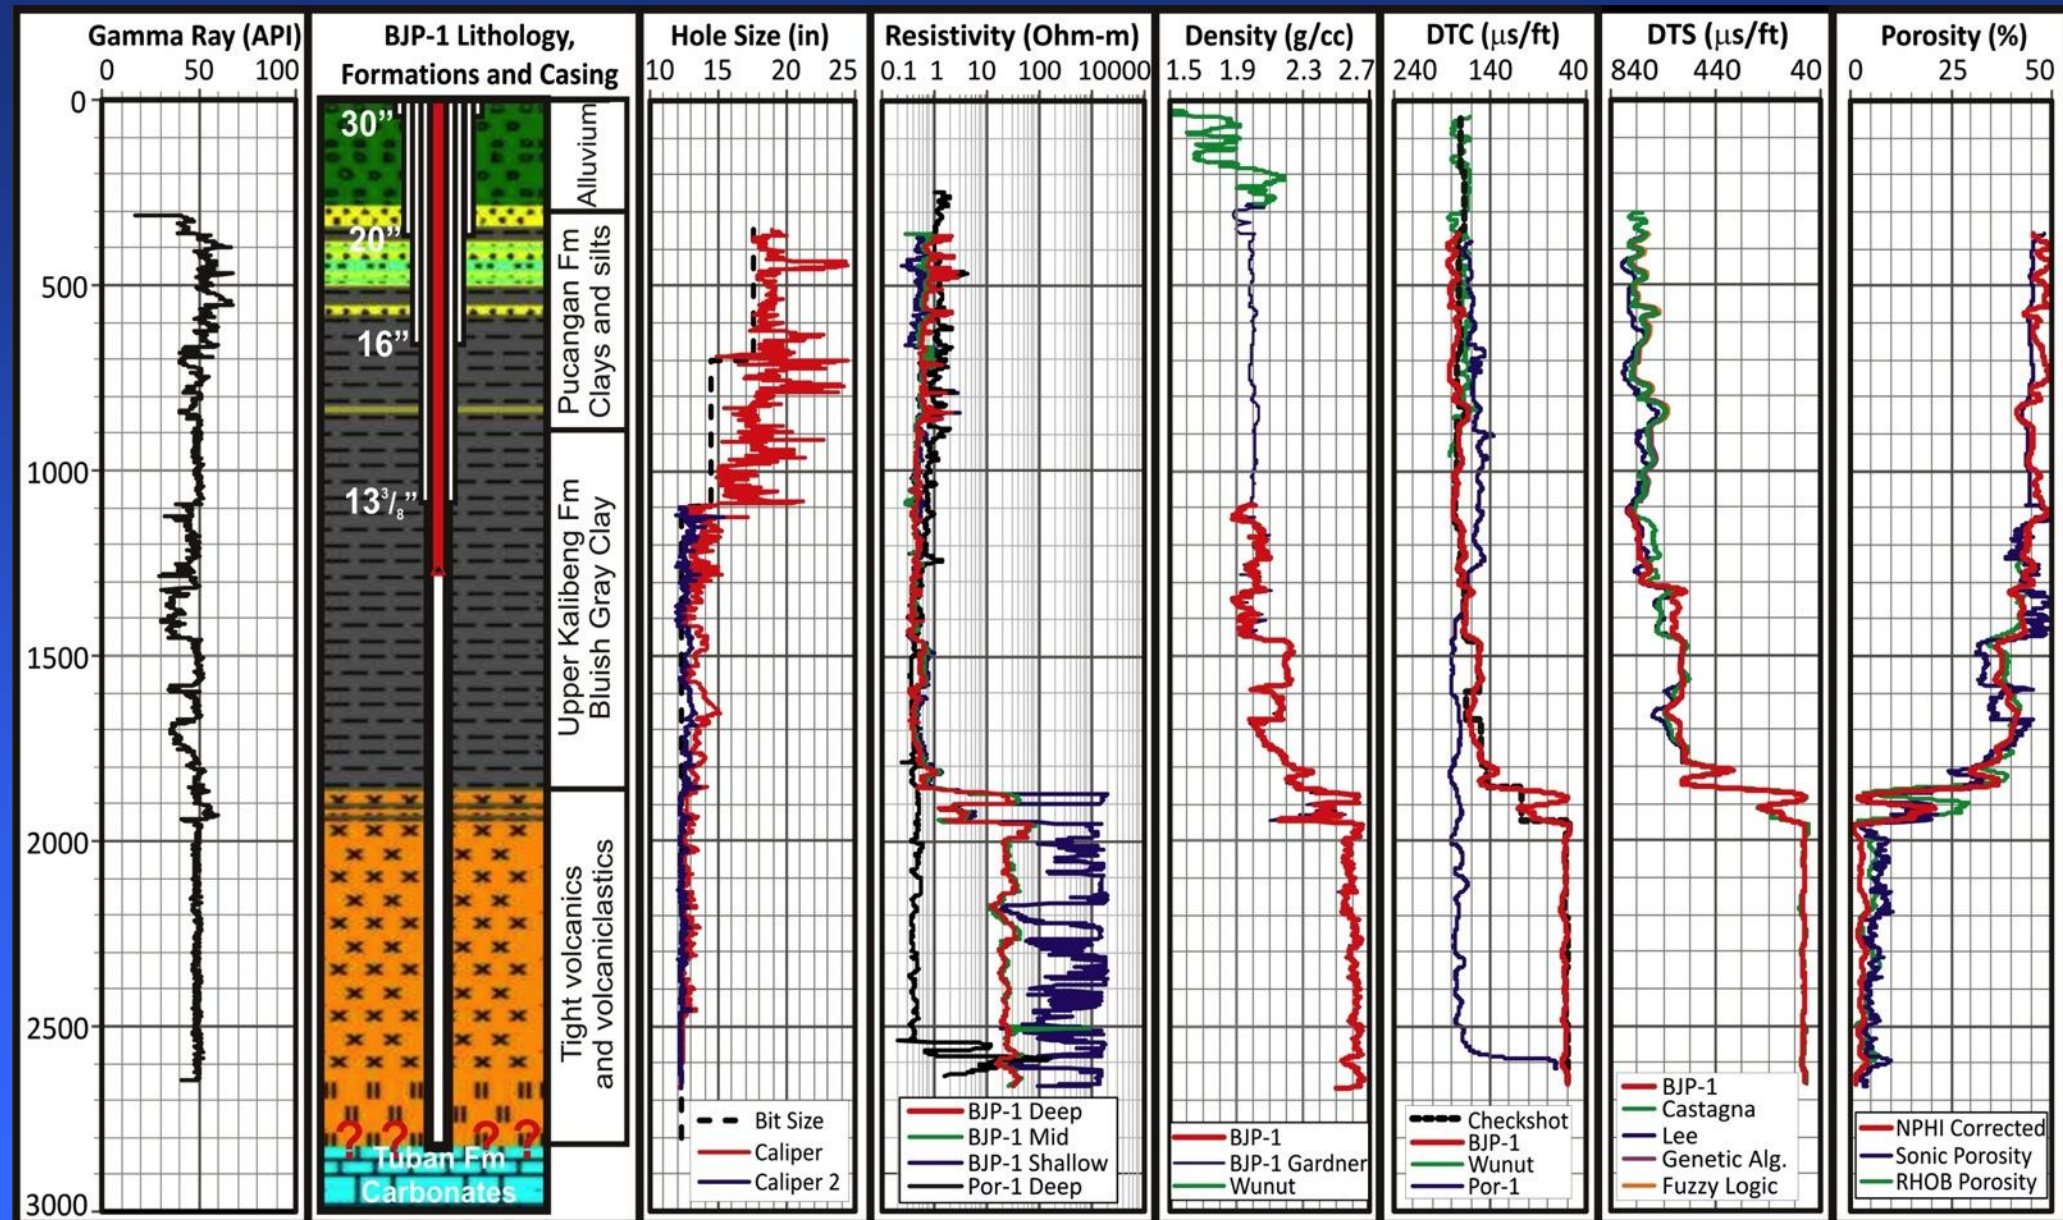 Gamma Ray (API)
0 50 100
BJP-1 Lithology,
Formations and Casing
Hole Size (in)
10 15 20 25
Resistivity (Ohm-m)
0.1 1 10 100 10000
Density (g/cc)
1.5 1.9 2.3 2.7
DTC (µs/ft)
240 140 40
DTS (µs/ft)
840 440 40
Porosity (%)
0 25 50
0
500
1000
1500
2000
2500
3000
30”
20”
16”
13 3/8”
Alluvium
Pucangan Fm
Clays and silts
Upper Kalibeng Fm
Bluish Gray Clay
Tight volcanics
and volcaniclastics
? ? ? ?
Tuban Fm
Carbonates
Bit Size
Caliper
Caliper 2
BJP-1 Deep
BJP-1 Mid
BJP-1 Shallow
Por-1 Deep
BJP-1
BJP-1 Gardner
Wunut
Checkshot
BJP-1
Wunut
Por-1
BJP-1
Castagna
Lee
Genetic Alg.
Fuzzy Logic
NPHI Corrected
Sonic Porosity
RHOB Porosity